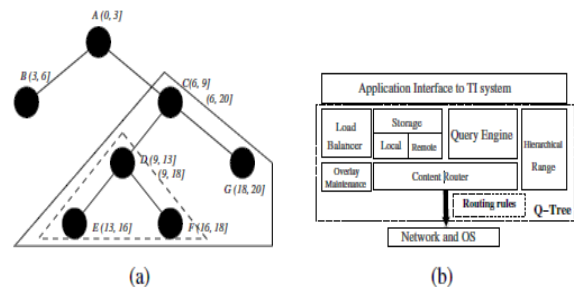 A (0, 3]
B (3, 6]
C(6, 9]
(6, 20]
D (9, 13]
(9, 18]
G (18, 20]
E (13, 16]
F (16, 18]
(a)
Application Interface to TI system
Load
Balancer
Storage
Local Remote
Query Engine
Hierarchical
Range
Overlay
Maintenance
Content Router
Routing rules
Q-Tree
Network and OS
(b)